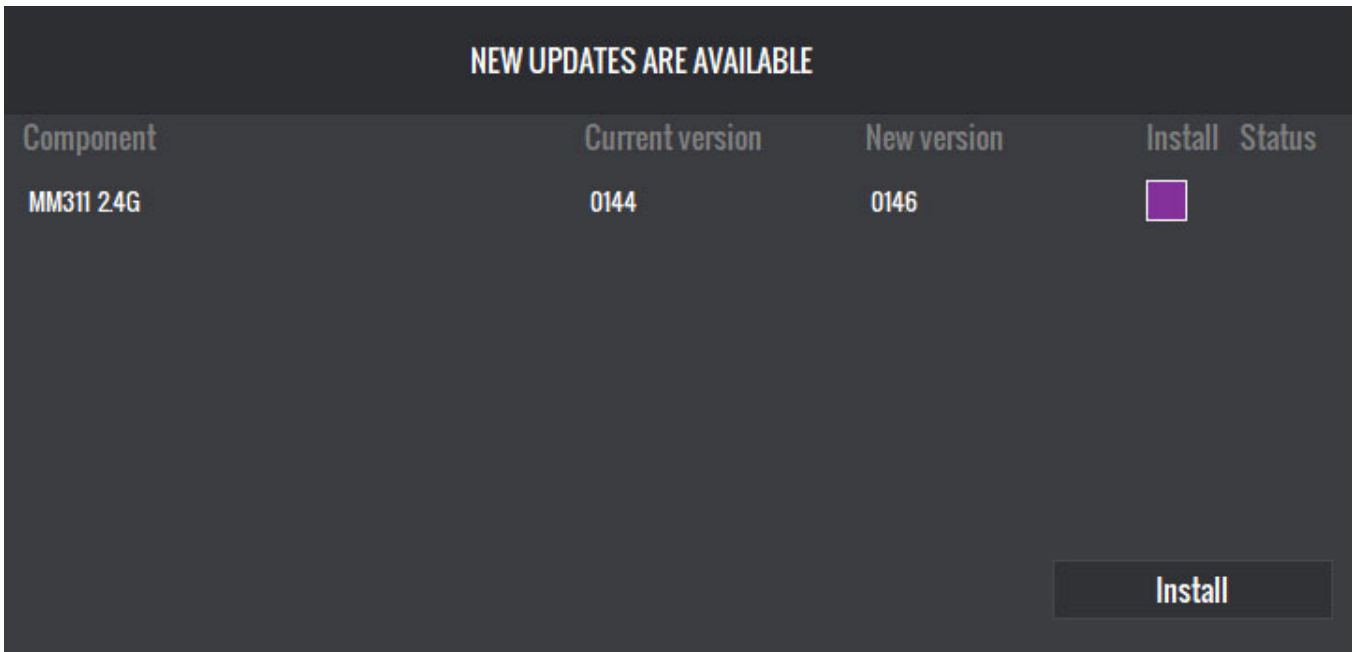 NEW UPDATES ARE AVAILABLE
Component Current version New version Install Status
MM311 2.4G 0144 0146
Install